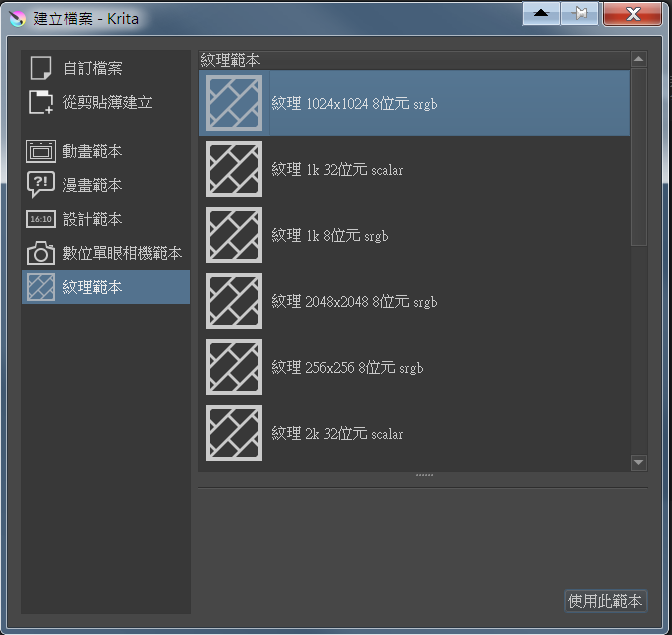 建立檔案 - Krita
自訂檔案
從剪貼簿建立
動畫範本
?!
漫畫範本
16:10
設計範本
數位單眼相機範本
紋理範本
紋理範本
紋理 1024x1024 8位元 srgb
紋理 1k 32位元 scalar
紋理 1k 8位元 srgb
紋理 2048x2048 8位元 srgb
紋理 256x256 8位元 srgb
紋理 2k 32位元 scalar
使用此範本